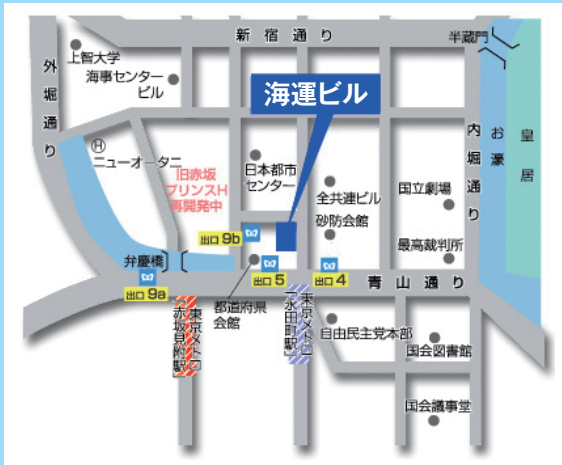 新宿通り
半蔵門
上智大学
海事センター
ビル
外堀通り
海運ビル
内堀通り
お濠
皇居
Ⓗ
ニューオータニ
旧赤坂
プリンスH
再開発中
日本都市
センター
全共連ビル
砂防会館
国立劇場
最高裁判所
出口 9b
弁慶橋
出口 9a
都道府県
会館
出口 5
出口 4
青山通り
東京メトロ
「赤坂見附駅」
東京メトロ
「永田町駅」
自由民主党本部
国会図書館
国会議事堂